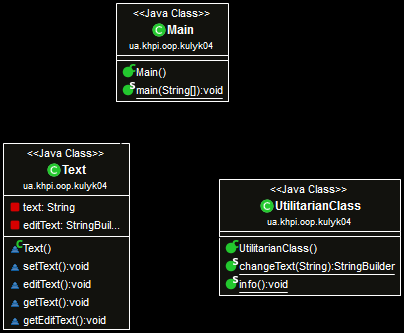 <<Java Class>>
Main
ua.khpi.oop.kulyk04
Main()
main(String[]):void
<<Java Class>>
Text
ua.khpi.oop.kulyk04
text: String
editText: StringBuil...
Text()
setText():void
editText():void
getText():void
getEditText():void
<<Java Class>>
UtilitarianClass
ua.khpi.oop.kulyk04
UtilitarianClass()
changeText(String):StringBuilder
info():void